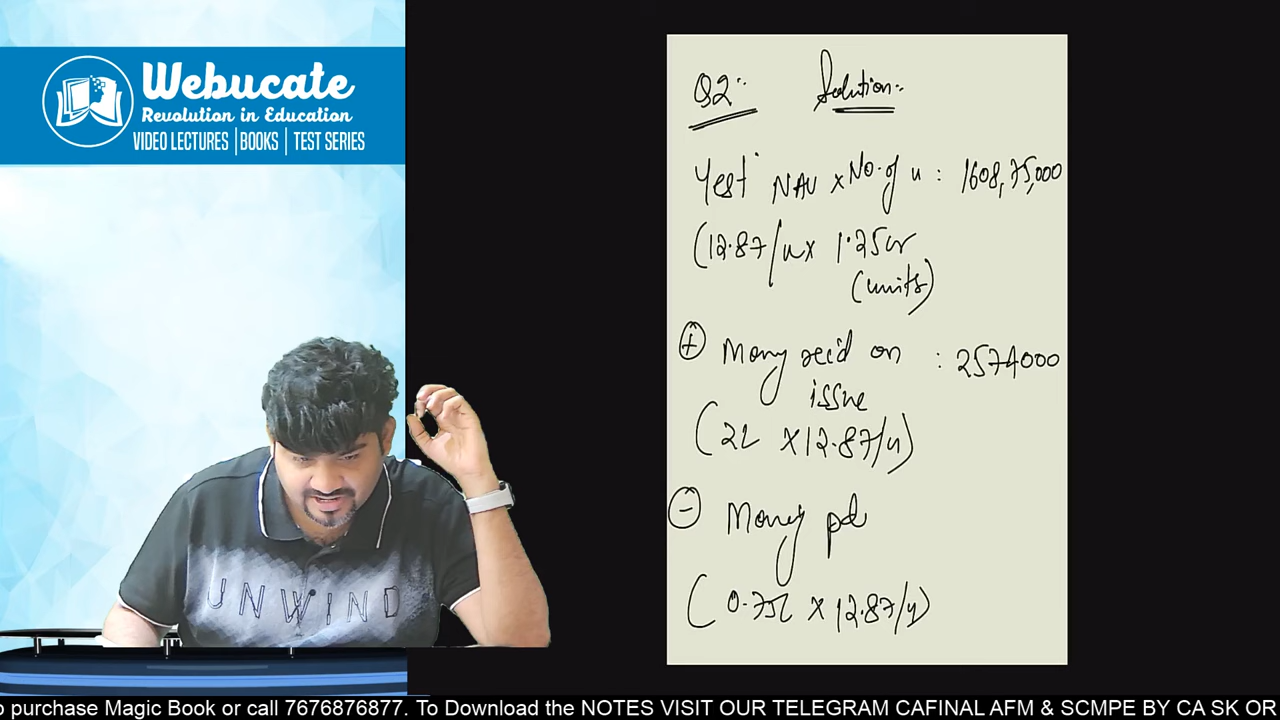 Webucate
Revolution in Education
VIDEO LECTURES | BOOKS | TEST SERIES
Q2:- Solution:-
Yest NAV x No. of u : 1608,75,000
(12.87/u x 1.25cr
(units)
+ Mony recd on : 2574000
issue
(2L x 12.87/u)
- Money pd
(0.75L x 12.87/u)
UNWIND
o purchase Magic Book or call 7676876877. To Download the NOTES VISIT OUR TELEGRAM CAFINAL AFM & SCMPE BY CA SK OR